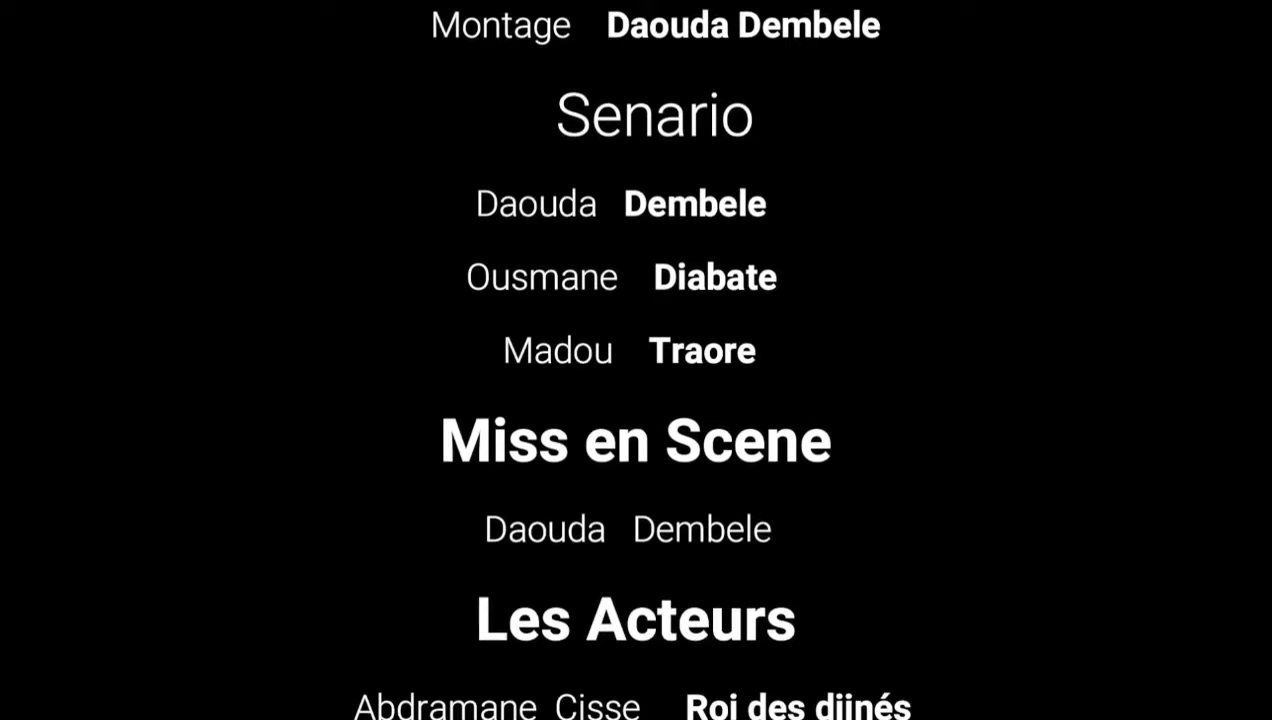 Montage Daouda Dembele
Senario
Daouda Dembele
Ousmane Diabate
Madou Traore
Miss en Scene
Daouda Dembele
Les Acteurs
Abdramane Cisse Roi des djinés